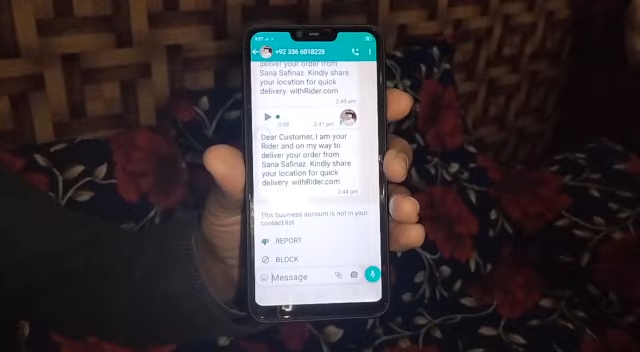 +92 336 6018228
deliver your order from
Sana Safinaz. Kindly share
your location for quick
delivery. withRider.com
2:40 pm
0:08
2:41 pm
Dear Customer, I am your
Rider and on my way to
deliver your order from
Sana Safinaz. Kindly share
your location for quick
delivery. withRider.com
2:44 pm
This business account is not in your
contact list
REPORT
BLOCK
Message